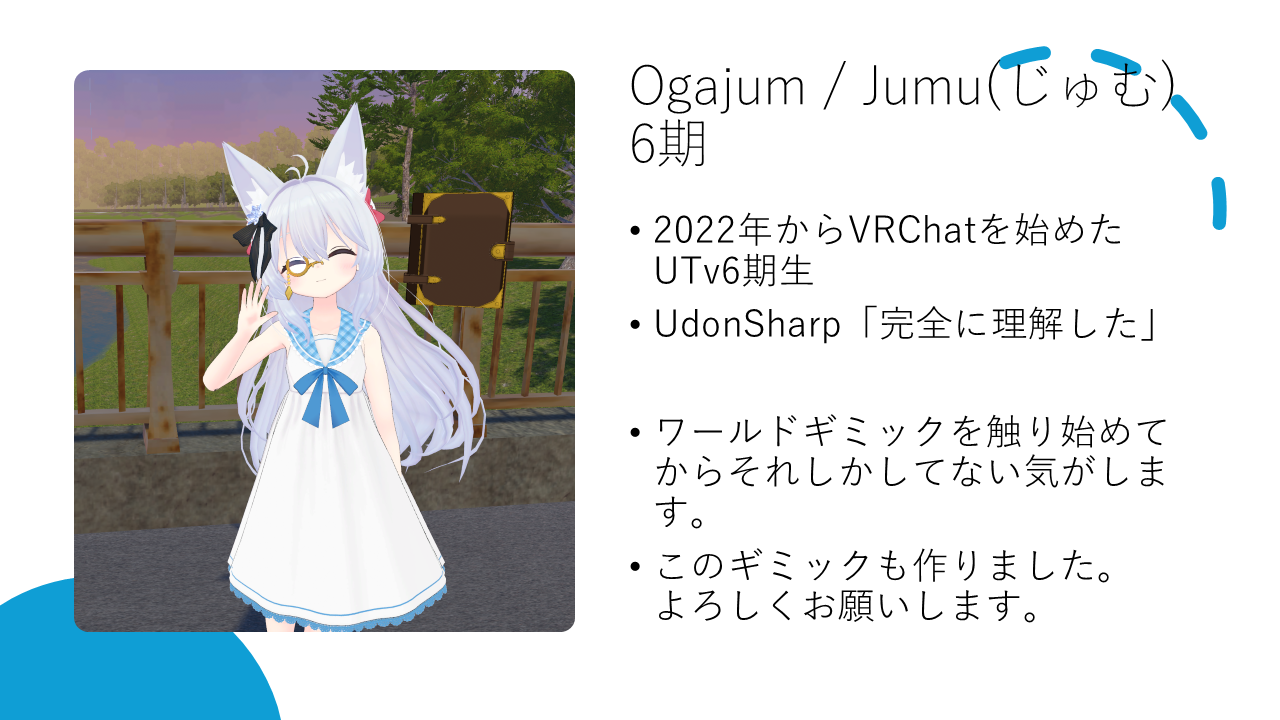 Ogajum / Jumu(じゅむ)
6期
• 2022年からVRChatを始めた
UTv6期生
• UdonSharp「完全に理解した」
• ワールドギミックを触り始めて
からそれしかしてない気がしま
す。
• このギミックも作りました。
よろしくお願いします。